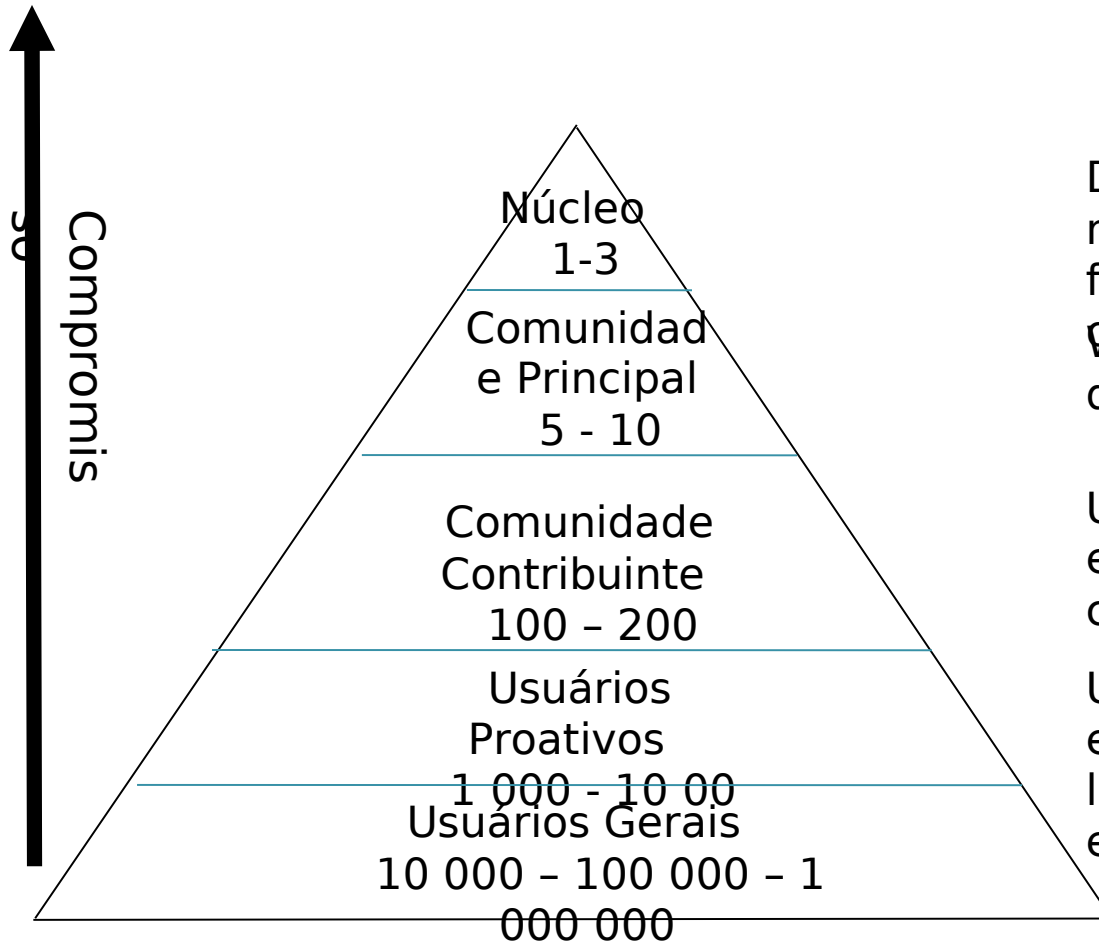 Compromis
so
Núcleo
1-3
Comunidad
e Principal
5 - 10
Comunidade
Contribuinte
100 – 200
Usuários
Proativos
1 000 - 10 00
Usuários Gerais
10 000 – 100 000 – 1
000 000